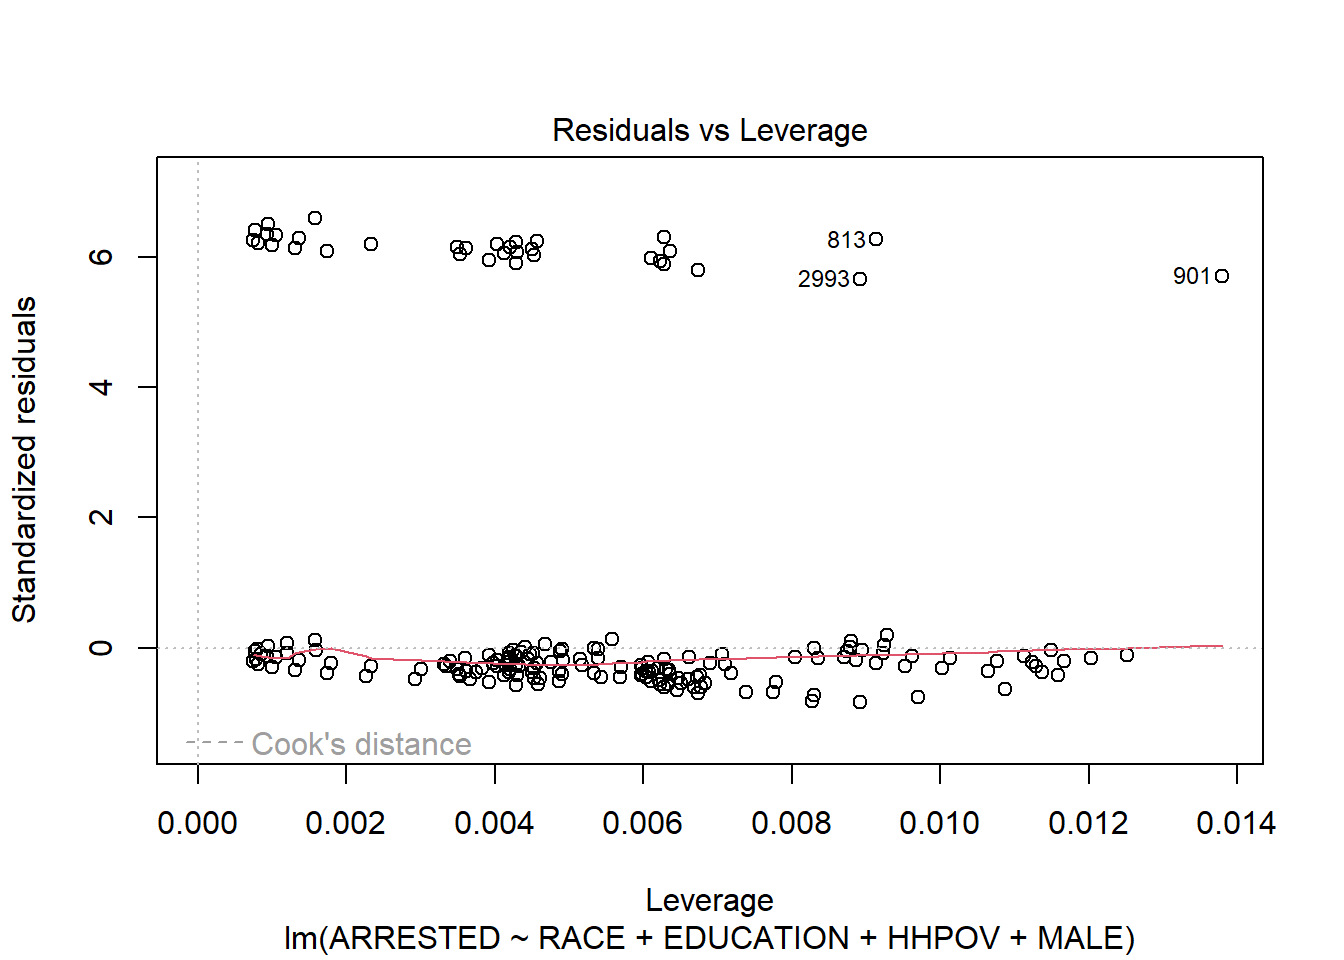 Residuals vs Leverage
Standardized residuals
6
4
2
0
813
2993
901
Cook's distance
0.000 0.002 0.004 0.006 0.008 0.010 0.012 0.014
Leverage
lm(ARRESTED ~ RACE + EDUCATION + HHPOV + MALE)